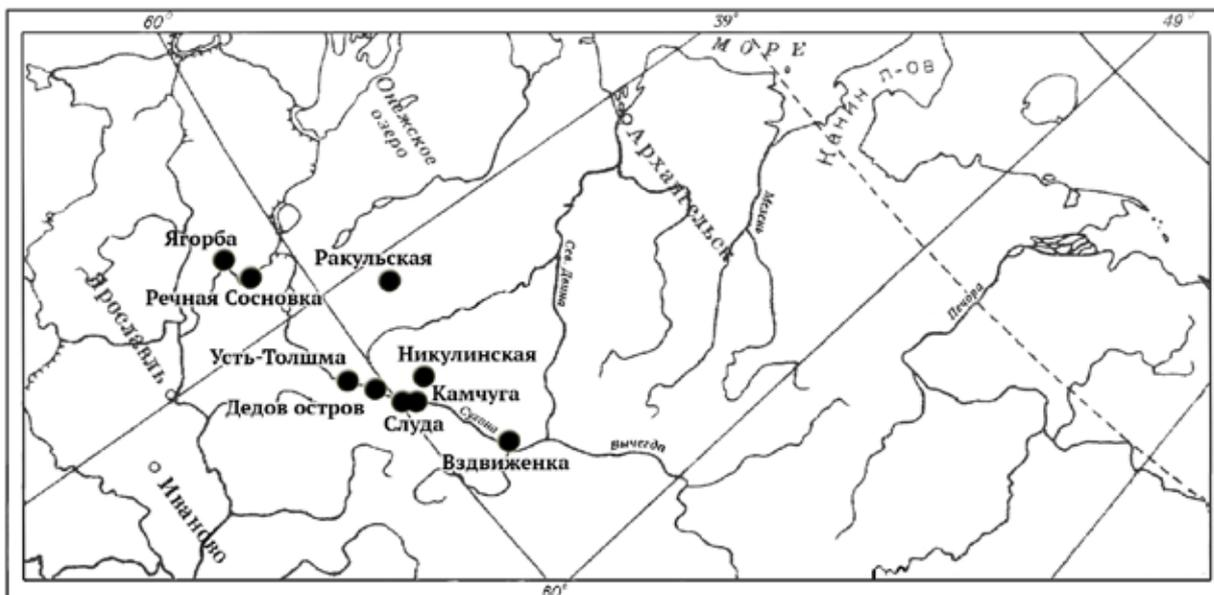 60°
39°
49°
МОРЕ
Канин п-ов
Онежское
озеро
Архангельск
Мезень
Ягорба
Ракульская
Сев. Двина
Речная Сосновка
Печора
Ярославль
Усть-Толшма
Никулинская
Камчуга
Дедов остров
Слуда
Сухона
Вычегда
Вздвиженка
Иваново
60°